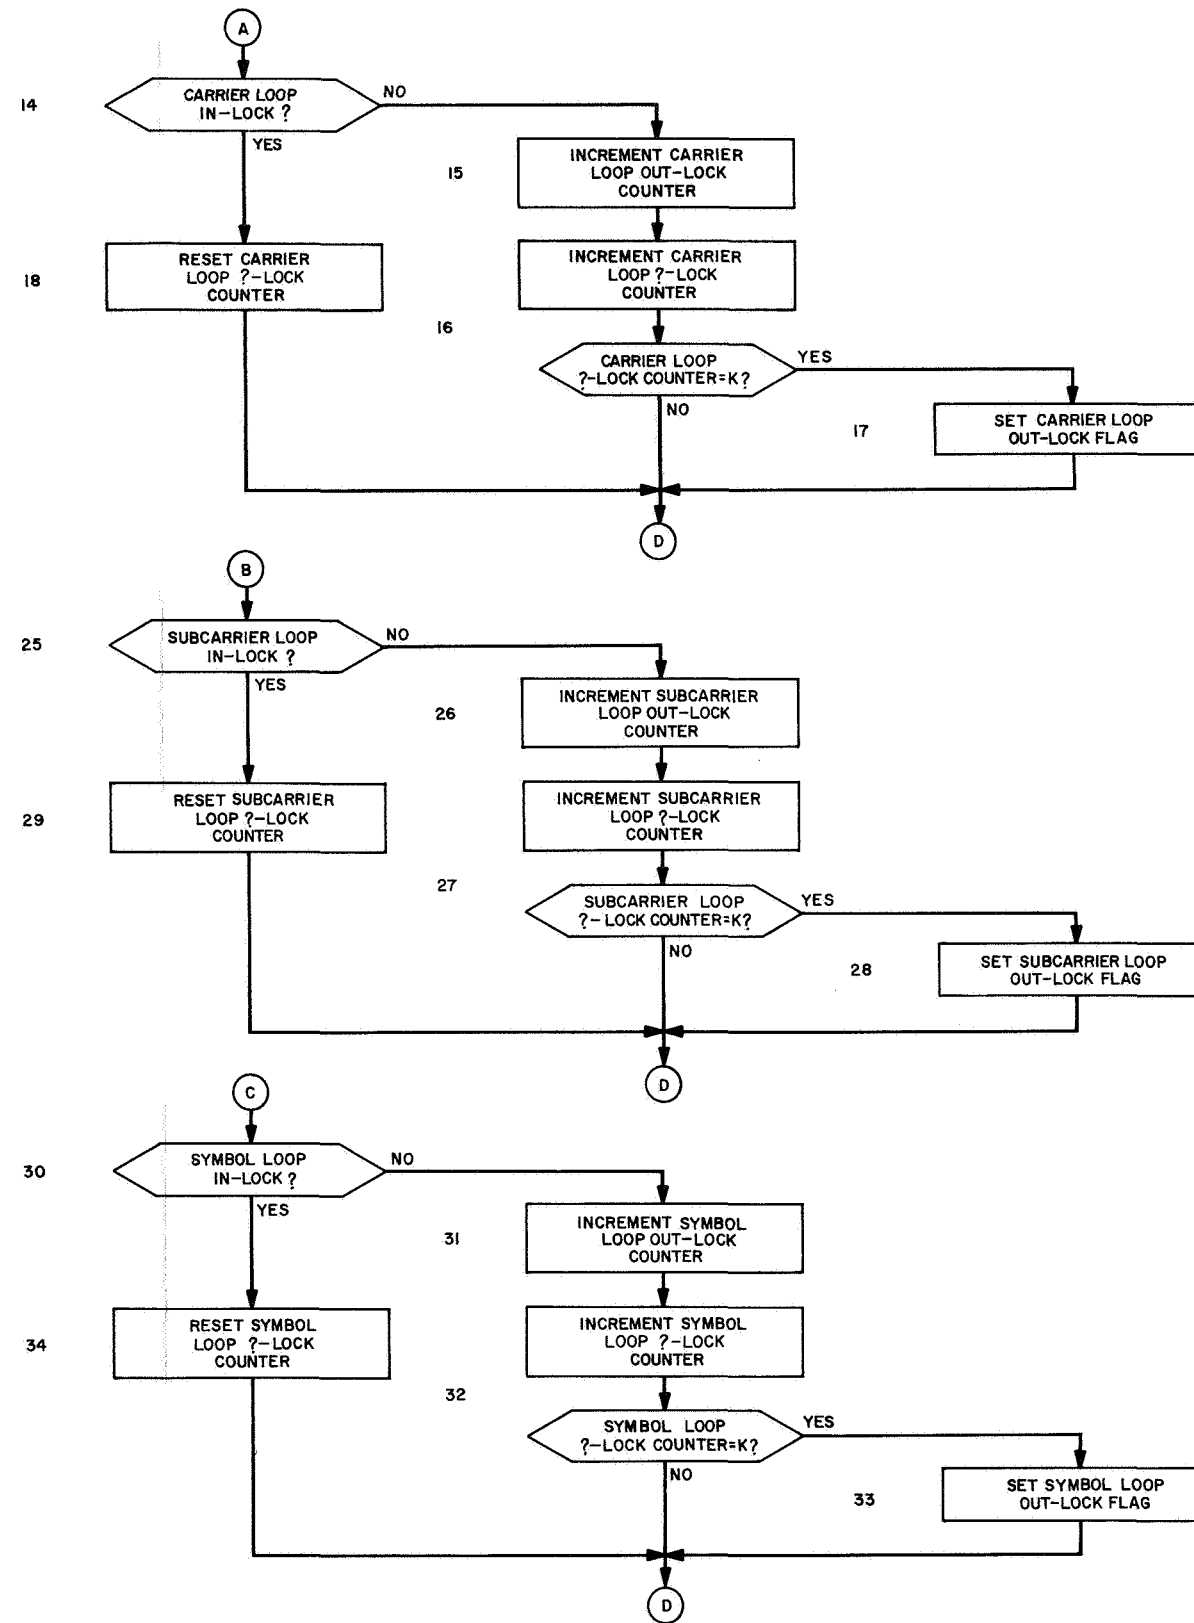 A
14
CARRIER LOOP
IN-LOCK ?
NO
YES
15
INCREMENT CARRIER
LOOP OUT-LOCK
COUNTER
18
RESET CARRIER
LOOP ?-LOCK
COUNTER
INCREMENT CARRIER
LOOP ?-LOCK
COUNTER
16
CARRIER LOOP
?-LOCK COUNTER=K?
YES
NO
17
SET CARRIER LOOP
OUT-LOCK FLAG
D
B
25
SUBCARRIER LOOP
IN-LOCK ?
NO
YES
26
INCREMENT SUBCARRIER
LOOP OUT-LOCK
COUNTER
29
RESET SUBCARRIER
LOOP ?-LOCK
COUNTER
INCREMENT SUBCARRIER
LOOP ?-LOCK
COUNTER
27
SUBCARRIER LOOP
?-LOCK COUNTER=K?
YES
NO
28
SET SUBCARRIER LOOP
OUT-LOCK FLAG
D
C
30
SYMBOL LOOP
IN-LOCK ?
NO
YES
31
INCREMENT SYMBOL
LOOP OUT-LOCK
COUNTER
34
RESET SYMBOL
LOOP ?-LOCK
COUNTER
INCREMENT SYMBOL
LOOP ?-LOCK
COUNTER
32
SYMBOL LOOP
?-LOCK COUNTER=K?
YES
NO
33
SET SYMBOL LOOP
OUT-LOCK FLAG
D